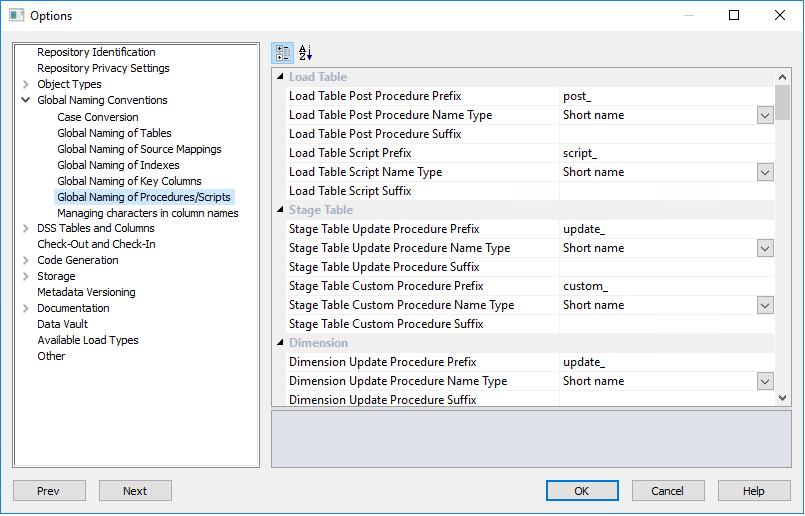 Options
Repository Identification
Repository Privacy Settings
Object Types
Global Naming Conventions
Case Conversion
Global Naming of Tables
Global Naming of Source Mappings
Global Naming of Indexes
Global Naming of Key Columns
Global Naming of Procedures/Scripts
Managing characters in column names
DSS Tables and Columns
Check-Out and Check-In
Code Generation
Storage
Metadata Versioning
Documentation
Data Vault
Available Load Types
Other
A
Z
Load Table
Load Table Post Procedure Prefix post_
Load Table Post Procedure Name Type Short name
Load Table Post Procedure Suffix
Load Table Script Prefix script_
Load Table Script Name Type Short name
Load Table Script Suffix
Stage Table
Stage Table Update Procedure Prefix update_
Stage Table Update Procedure Name Type Short name
Stage Table Update Procedure Suffix
Stage Table Custom Procedure Prefix custom_
Stage Table Custom Procedure Name Type Short name
Stage Table Custom Procedure Suffix
Dimension
Dimension Update Procedure Prefix update_
Dimension Update Procedure Name Type Short name
Dimension Update Procedure Suffix
Prev Next OK Cancel Help